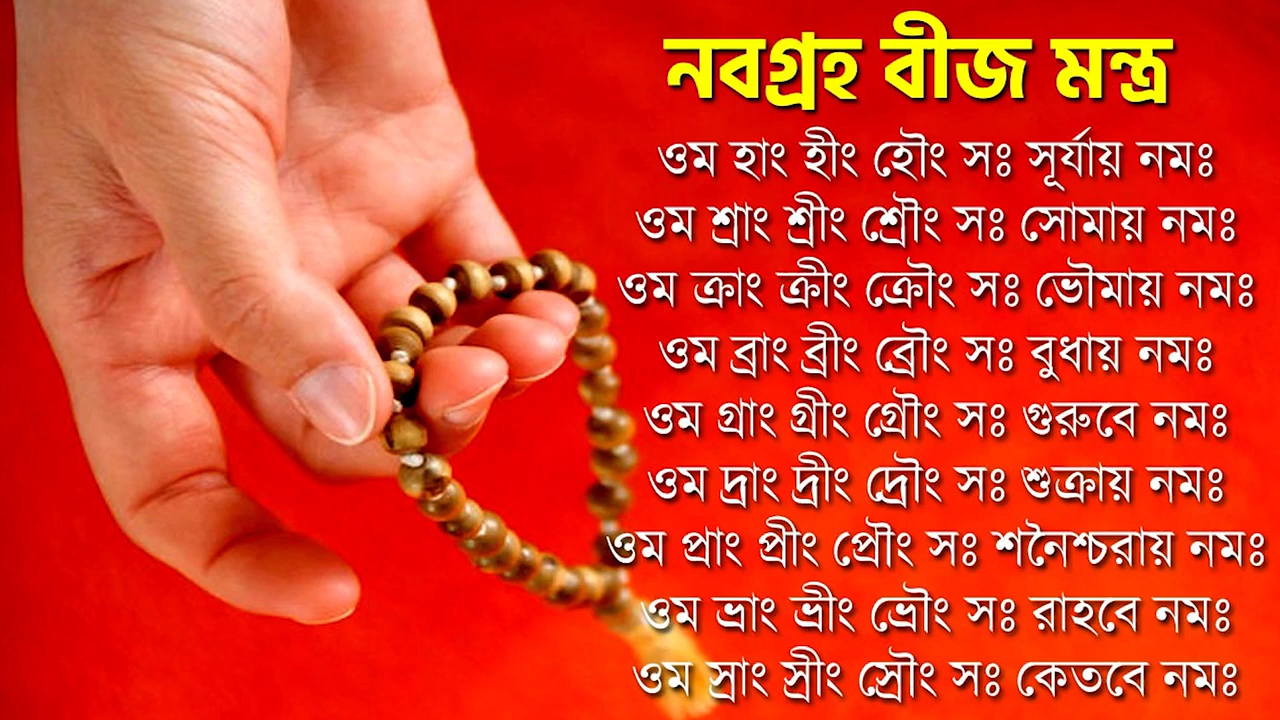 নবগ্রহ বীজ মন্ত্র
ওম হাং হীং হৌং সঃ সূর্যায় নমঃ
ওম শ্রাং শ্রীং শ্রৌং সঃ সোমায় নমঃ
ওম ক্রাং ক্রীং ক্রৌং সঃ ভৌমায় নমঃ
ওম ব্রাং ব্রীং ব্রৌং সঃ বুধায় নমঃ
ওম গ্রাং গ্রীং গ্রৌং সঃ গুরুবে নমঃ
ওম দ্রাং দ্রীং দ্রৌং সঃ শুক্রায় নমঃ
ওম প্রাং প্রীং প্রৌং সঃ শনৈশ্চরায় নমঃ
ওম ভ্রাং ভ্রীং ভ্রৌং সঃ রাহবে নমঃ
ওম স্রাং স্রীং স্রৌং সঃ কেতবে নমঃ